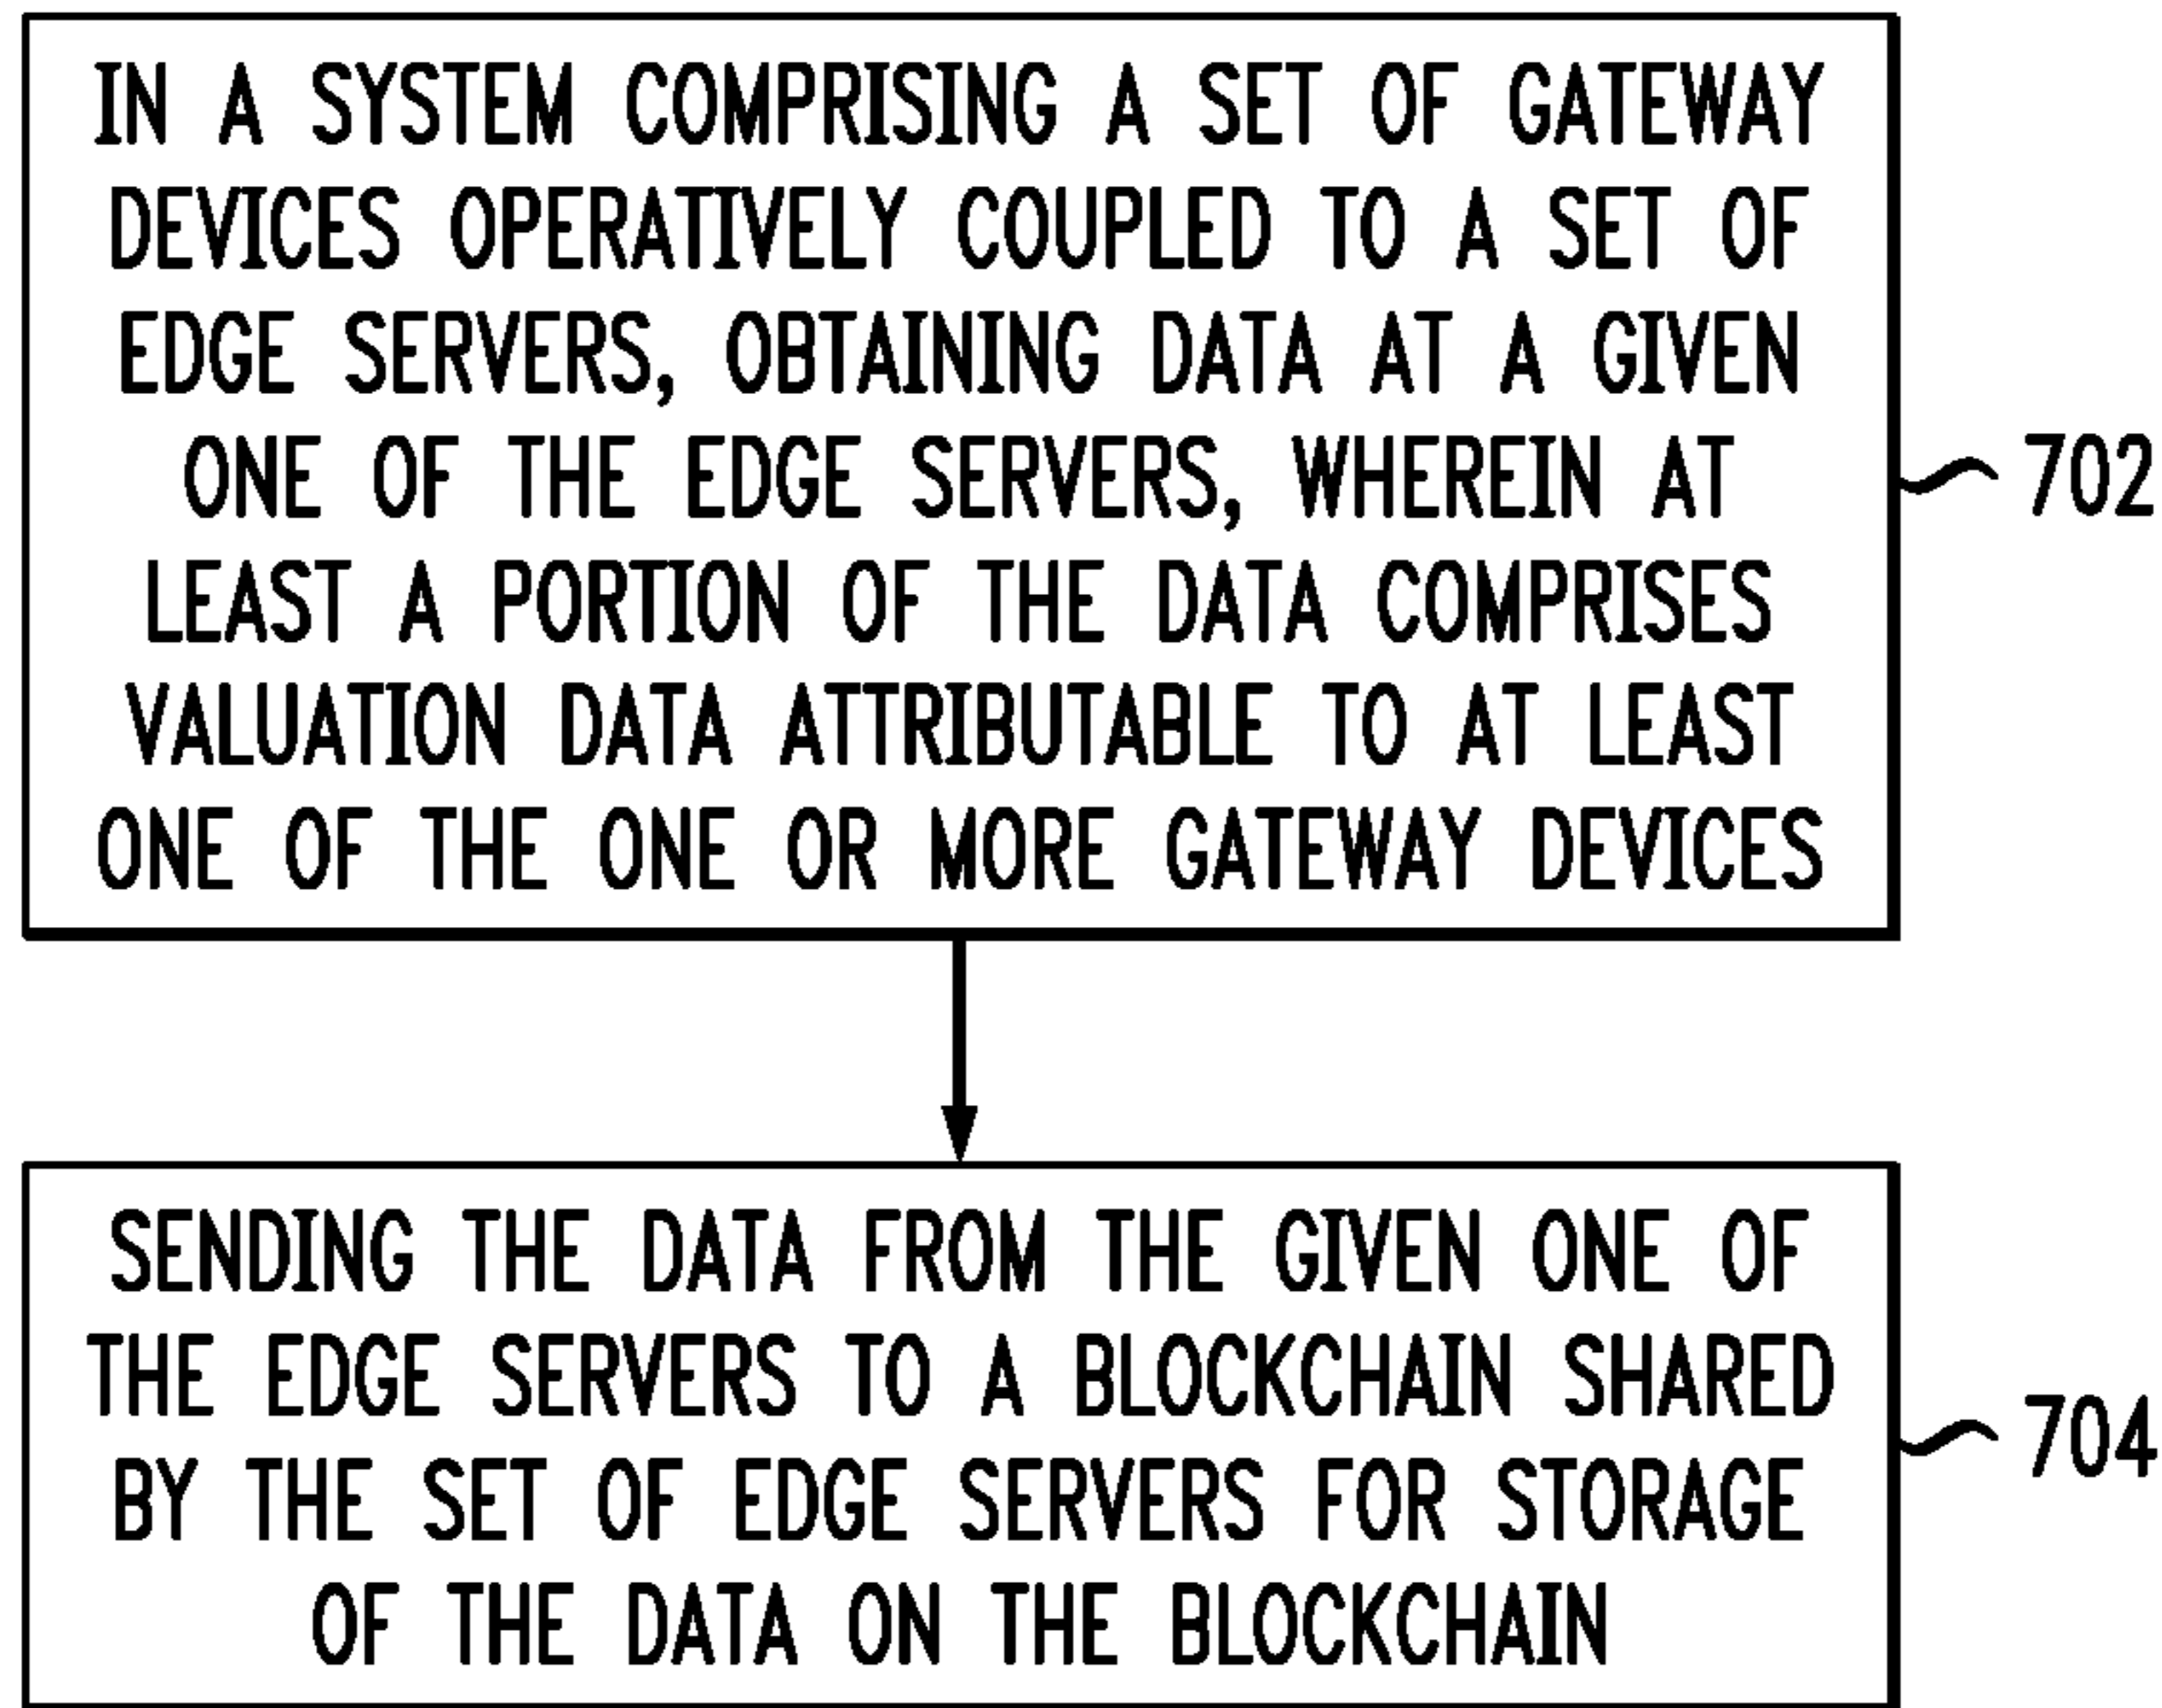 IN A SYSTEM COMPRISING A SET OF GATEWAY
DEVICES OPERATIVELY COUPLED TO A SET OF
EDGE SERVERS, OBTAINING DATA AT A GIVEN
ONE OF THE EDGE SERVERS, WHEREIN AT
LEAST A PORTION OF THE DATA COMPRISES
VALUATION DATA ATTRIBUTABLE TO AT LEAST
ONE OF THE ONE OR MORE GATEWAY DEVICES
702
SENDING THE DATA FROM THE GIVEN ONE OF
THE EDGE SERVERS TO A BLOCKCHAIN SHARED
BY THE SET OF EDGE SERVERS FOR STORAGE
OF THE DATA ON THE BLOCKCHAIN
704